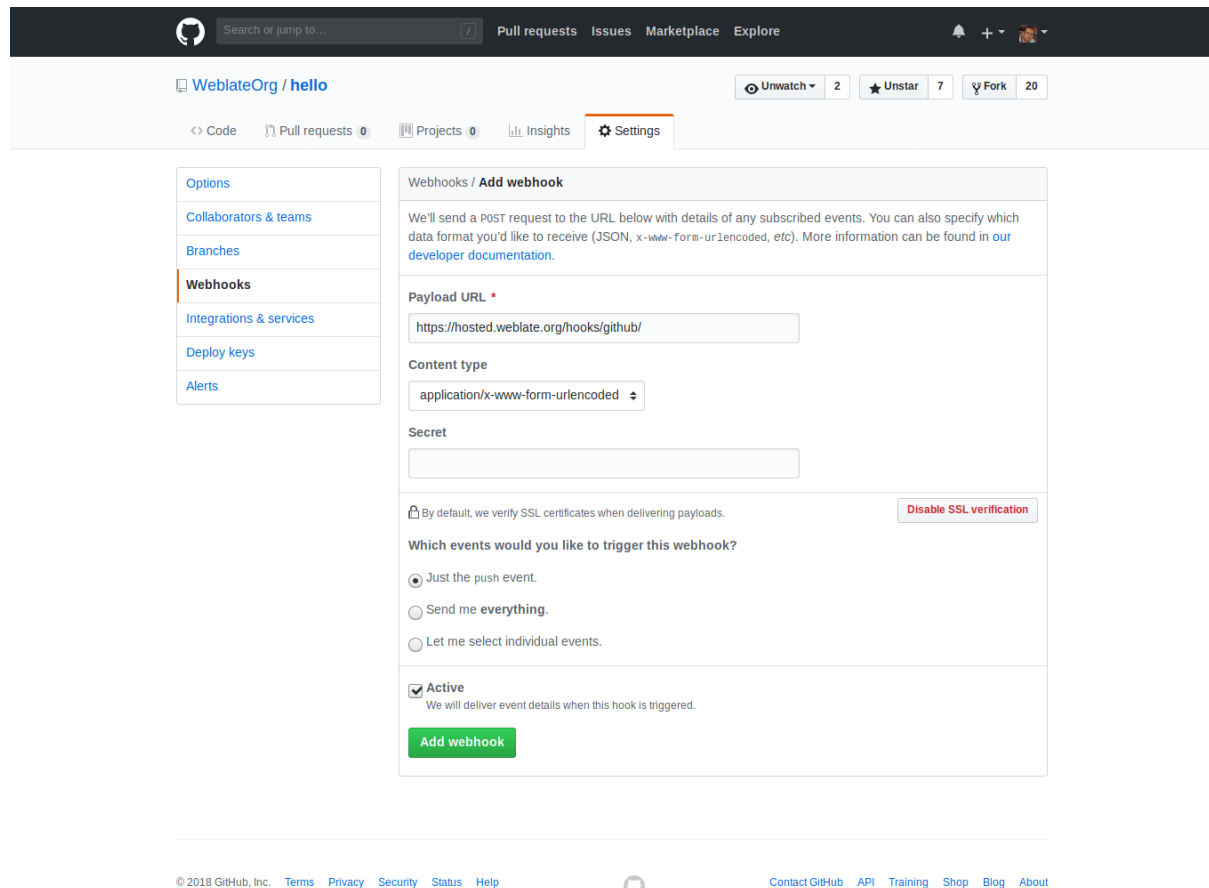 Search or jump to… / Pull requests Issues Marketplace Explore
WeblateOrg / hello Unwatch 2 Unstar 7 Fork 20
Code Pull requests 0 Projects 0 Insights Settings
Options
Collaborators & teams
Branches
Webhooks
Integrations & services
Deploy keys
Alerts
Webhooks / Add webhook
We'll send a POST request to the URL below with details of any subscribed events. You can also specify which
data format you'd like to receive (JSON, x-www-form-urlencoded, etc). More information can be found in our
developer documentation.
Payload URL *
https://hosted.weblate.org/hooks/github/
Content type
application/x-www-form-urlencoded
Secret
By default, we verify SSL certificates when delivering payloads. Disable SSL verification
Which events would you like to trigger this webhook?
Just the push event.
Send me everything.
Let me select individual events.
Active
We will deliver event details when this hook is triggered.
Add webhook
© 2018 GitHub, Inc. Terms Privacy Security Status Help Contact GitHub API Training Shop Blog About